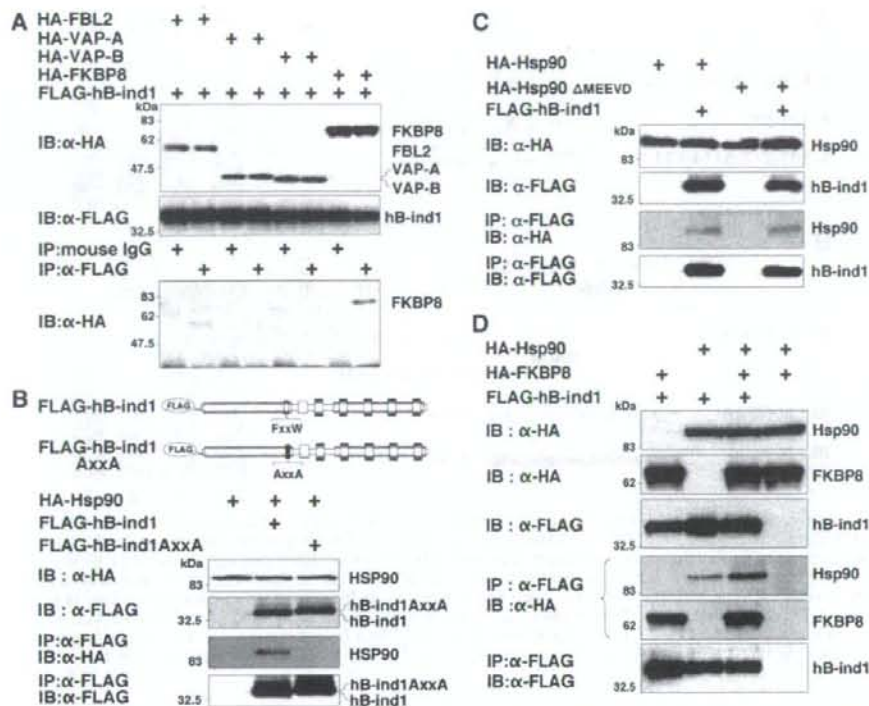 A
HA-FBL2 + +
HA-VAP-A + +
HA-VAP-B + +
HA-FKBP8 + +
FLAG-hB-ind1 + + + + + + + +
kDa
83
62
47.5
IB:α-HA
FKBP8
FBL2
VAP-A
VAP-B
IB:α-FLAG
32.5
hB-ind1
IP:mouse IgG + + + +
IP:α-FLAG + + + +
83
62
47.5
IB:α-HA
FKBP8
B
FLAG-hB-ind1
FLAG
FxxW
FLAG-hB-ind1
AxxA
FLAG
AxxA
HA-Hsp90 + + +
FLAG-hB-ind1 +
FLAG-hB-ind1AxxA +
kDa
IB : α-HA
83
HSP90
IB : α-FLAG
32.5
hB-ind1AxxA
hB-ind1
IP:α-FLAG
IB:α-HA
83
HSP90
IP:α-FLAG
IB:α-FLAG
32.5
hB-ind1AxxA
hB-ind1
C
HA-Hsp90 + +
HA-Hsp90 ΔMEEVD + +
FLAG-hB-ind1 + +
kDa
IB: α-HA
83
Hsp90
IB: α-FLAG
32.5
hB-ind1
IP: α-FLAG
IB: α-HA
83
Hsp90
IP: α-FLAG
IB: α-FLAG
32.5
hB-ind1
D
HA-Hsp90 + + +
HA-FKBP8 + + +
FLAG-hB-ind1 + + +
kDa
IB : α-HA
83
Hsp90
IB : α-HA
62
FKBP8
IB : α-FLAG
32.5
hB-ind1
IP : α-FLAG
IB :α-HA
83
Hsp90
62
FKBP8
IP:α-FLAG
IB:α-FLAG
32.5
hB-ind1